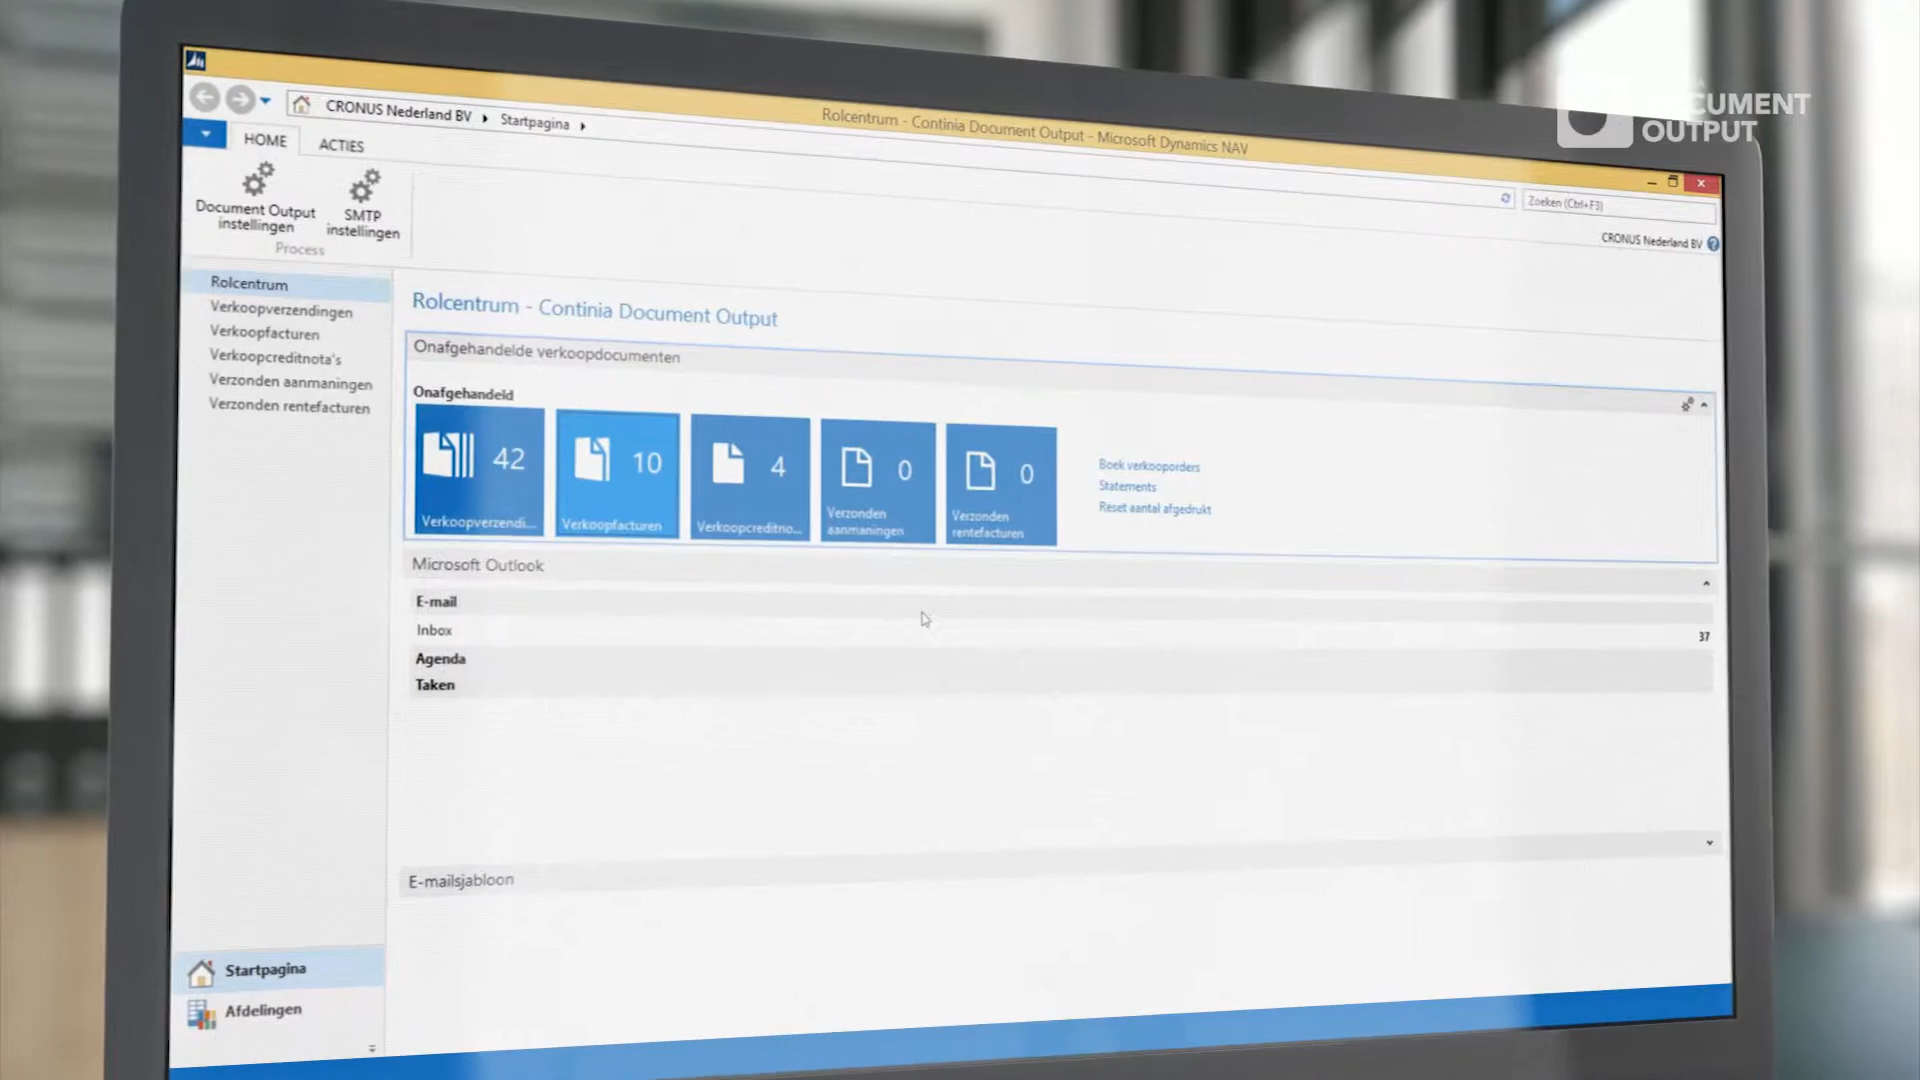 DOCUMENT
OUTPUT
Rolcentrum - Continia Document Output - Microsoft Dynamics NAV
CRONUS Nederland BV
Startpagina
Zoeken (Ctrl+F3)
HOME
ACTIES
CRONUS Nederland BV
Document Output
instellingen
SMTP
instellingen
Process
Rolcentrum
Verkoopverzendingen
Verkoopfacturen
Verkoopcreditnota's
Verzonden aanmaningen
Verzonden rentefacturen
Rolcentrum - Continia Document Output
Onafgehandelde verkoopdocumenten
Onafgehandeld
42
Verkoopverzendi...
10
Verkoopfacturen
4
Verkoopcreditno...
0
Verzonden
aanmaningen
0
Verzonden
rentefacturen
Boek verkooporders
Statements
Reset aantal afgedrukt
Microsoft Outlook
E-mail
Inbox
37
Agenda
Taken
E-mailsjabloon
Startpagina
Afdelingen